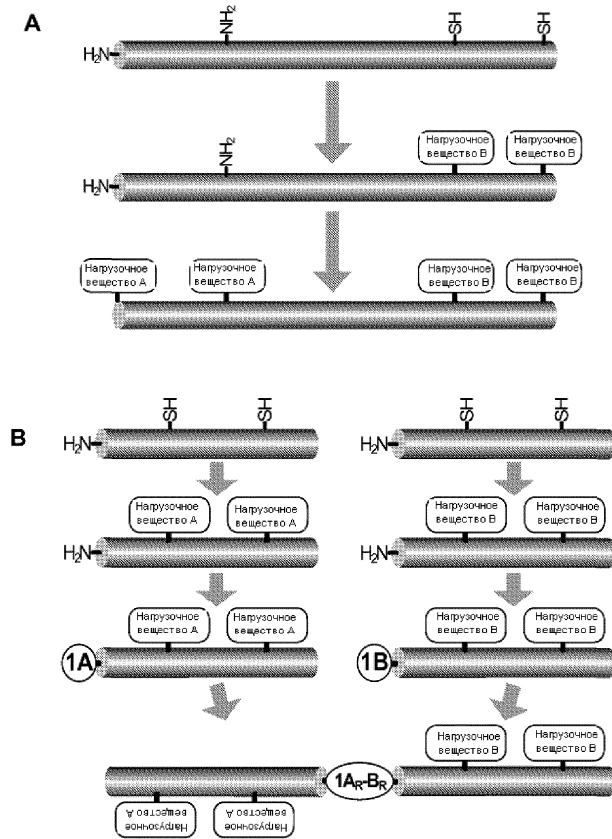 A
NH₂
SH
SH
H₂N
NH₂
Нагрузочное
вещество B
Нагрузочное
вещество B
H₂N
Нагрузочное
вещество A
Нагрузочное
вещество A
Нагрузочное
вещество B
Нагрузочное
вещество B
B
SH
SH
H₂N
SH
SH
H₂N
Нагрузочное
вещество A
Нагрузочное
вещество A
H₂N
Нагрузочное
вещество B
Нагрузочное
вещество B
H₂N
Нагрузочное
вещество A
Нагрузочное
вещество A
1A
Нагрузочное
вещество B
Нагрузочное
вещество B
1B
Нагрузочное
вещество B
Нагрузочное
вещество B
1Aᵣ-Bᵣ
Нагрузочное
вещество A
Нагрузочное
вещество A